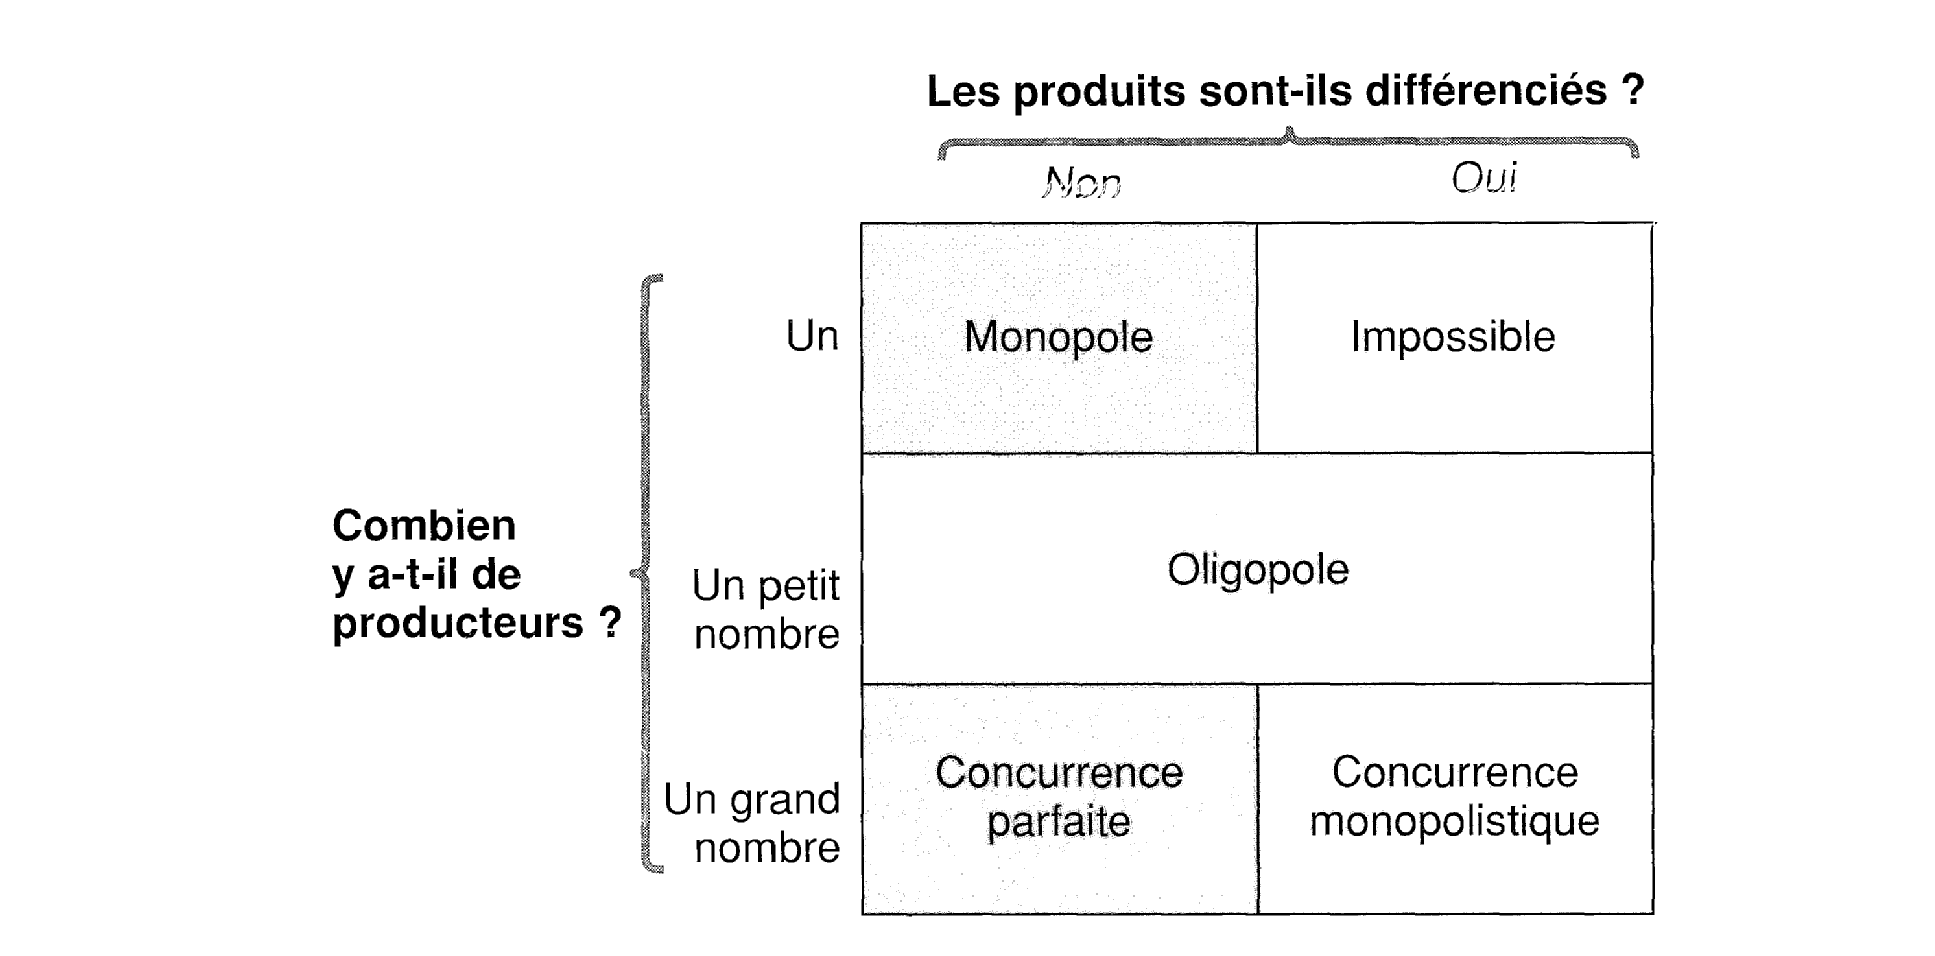 Les produits sont-ils différenciés ?
Non
Oui
Un
Monopole
Impossible
Combien
y a-t-il de
producteurs ?
Un petit
nombre
Oligopole
Un grand
nombre
Concurrence
parfaite
Concurrence
monopolistique